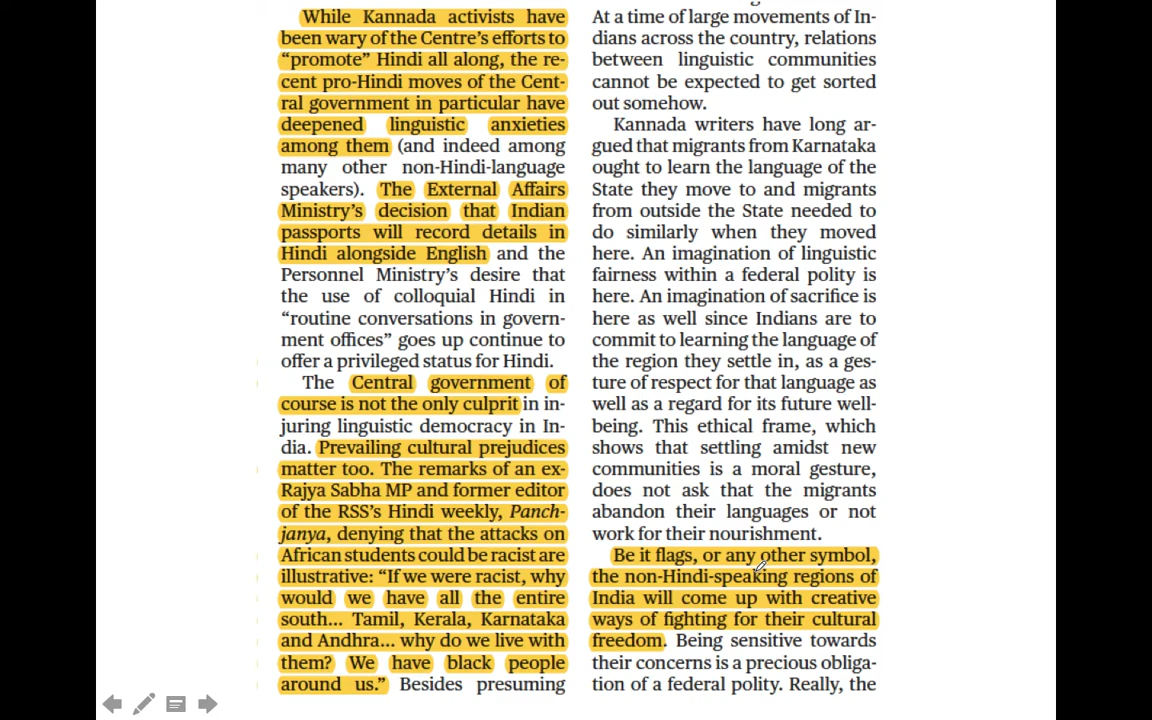 While Kannada activists have
been wary of the Centre's efforts to
“promote” Hindi all along, the re-
cent pro-Hindi moves of the Cent-
ral government in particular have
deepened linguistic anxieties
among them (and indeed among
many other non-Hindi-language
speakers). The External Affairs
Ministry's decision that Indian
passports will record details in
Hindi alongside English and the
Personnel Ministry's desire that
the use of colloquial Hindi in
“routine conversations in govern-
ment offices” goes up continue to
offer a privileged status for Hindi.
The Central government of
course is not the only culprit in in-
juring linguistic democracy in In-
dia. Prevailing cultural prejudices
matter too. The remarks of an ex-
Rajya Sabha MP and former editor
of the RSS's Hindi weekly, Panch-
janya, denying that the attacks on
African students could be racist are
illustrative: “If we were racist, why
would we have all the entire
south... Tamil, Kerala, Karnataka
and Andhra... why do we live with
them? We have black people
around us.” Besides presuming
At a time of large movements of In-
dians across the country, relations
between linguistic communities
cannot be expected to get sorted
out somehow.
Kannada writers have long ar-
gued that migrants from Karnataka
ought to learn the language of the
State they move to and migrants
from outside the State needed to
do similarly when they moved
here. An imagination of linguistic
fairness within a federal polity is
here. An imagination of sacrifice is
here as well since Indians are to
commit to learning the language of
the region they settle in, as a ges-
ture of respect for that language as
well as a regard for its future well-
being. This ethical frame, which
shows that settling amidst new
communities is a moral gesture,
does not ask that the migrants
abandon their languages or not
work for their nourishment.
Be it flags, or any other symbol,
the non-Hindi-speaking regions of
India will come up with creative
ways of fighting for their cultural
freedom. Being sensitive towards
their concerns is a precious obliga-
tion of a federal polity. Really, the